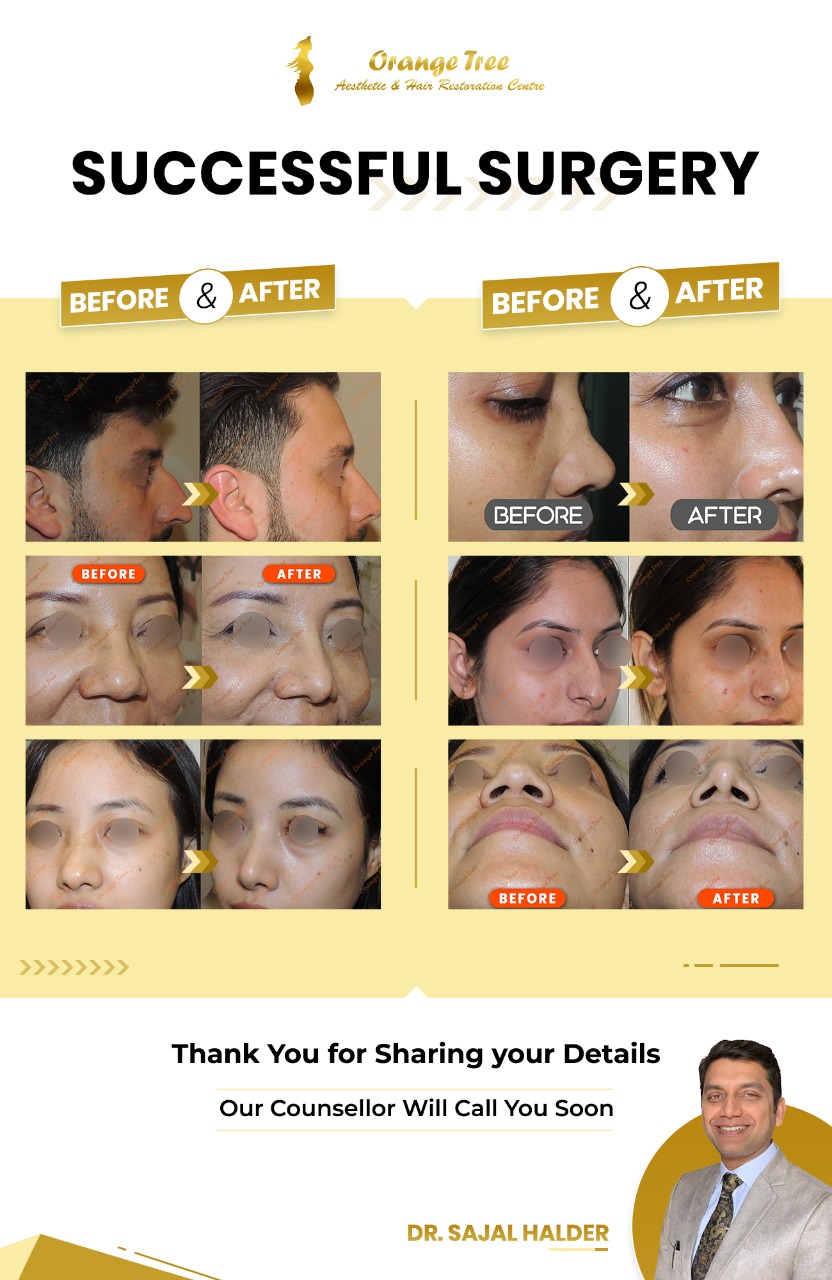 Orange Tree
Aesthetic & Hair Restoration Centre
SUCCESSFUL SURGERY
BEFORE & AFTER
BEFORE & AFTER
BEFORE
AFTER
BEFORE
AFTER
BEFORE
AFTER
Thank You for Sharing your Details
Our Counsellor Will Call You Soon
DR. SAJAL HALDER